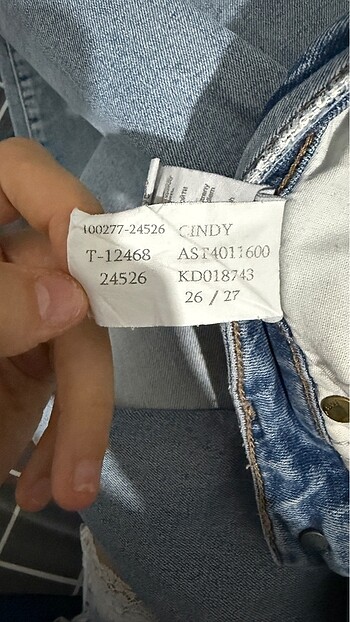 100277-24526 CINDY
T-12468 AST4011600
24526 KD018743
26 / 27